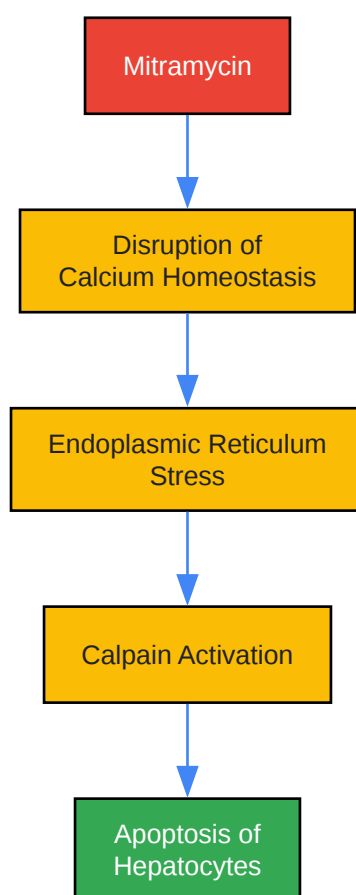 Mitramycin
Disruption of
Calcium Homeostasis
Endoplasmic Reticulum
Stress
Calpain Activation
Apoptosis of
Hepatocytes